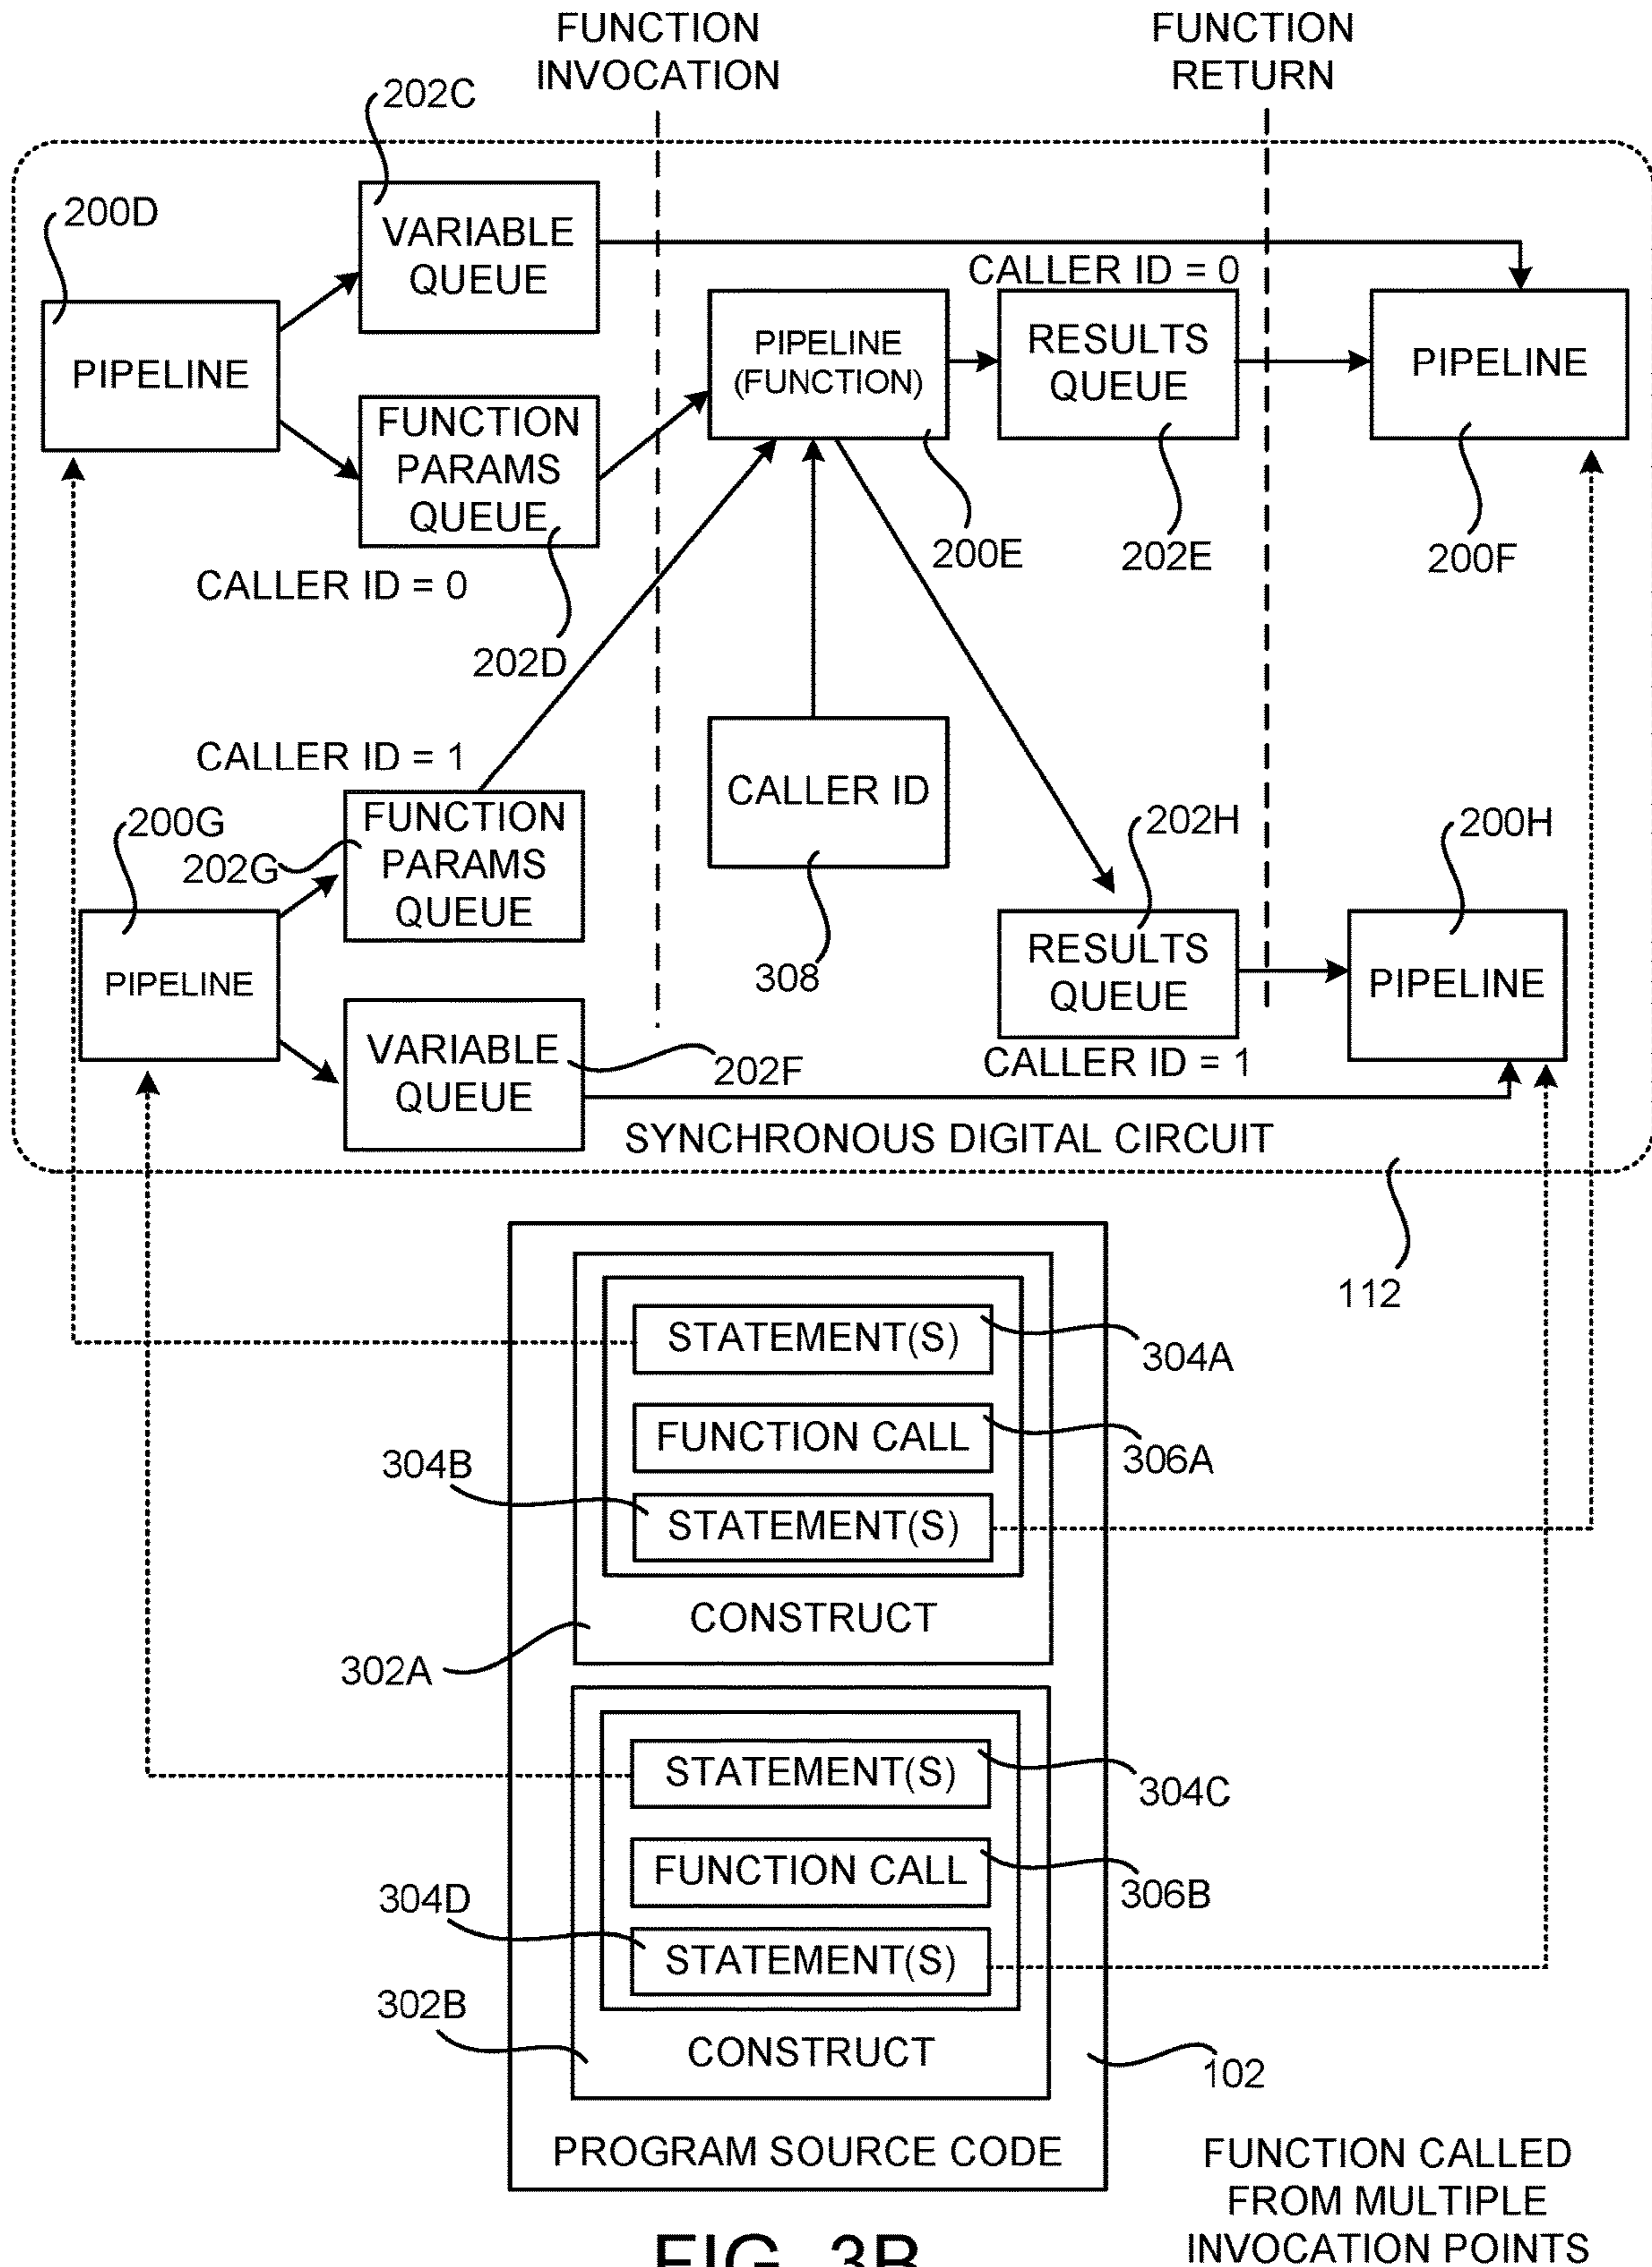 FUNCTION
INVOCATION
FUNCTION
RETURN
202C
200D
VARIABLE
QUEUE
CALLER ID = 0
PIPELINE
FUNCTION
PARAMS
QUEUE
PIPELINE
(FUNCTION)
RESULTS
QUEUE
PIPELINE
200E
202E
200F
CALLER ID = 0
202D
CALLER ID = 1
200G
202G
FUNCTION
PARAMS
QUEUE
CALLER ID
202H
200H
PIPELINE
308
RESULTS
QUEUE
PIPELINE
VARIABLE
QUEUE
202F
CALLER ID = 1
SYNCHRONOUS DIGITAL CIRCUIT
112
STATEMENT(S)
304A
FUNCTION CALL
306A
304B
STATEMENT(S)
CONSTRUCT
302A
STATEMENT(S)
304C
FUNCTION CALL
306B
304D
STATEMENT(S)
302B
CONSTRUCT
102
PROGRAM SOURCE CODE
FUNCTION CALLED
FROM MULTIPLE
INVOCATION POINTS
FIG. 3B